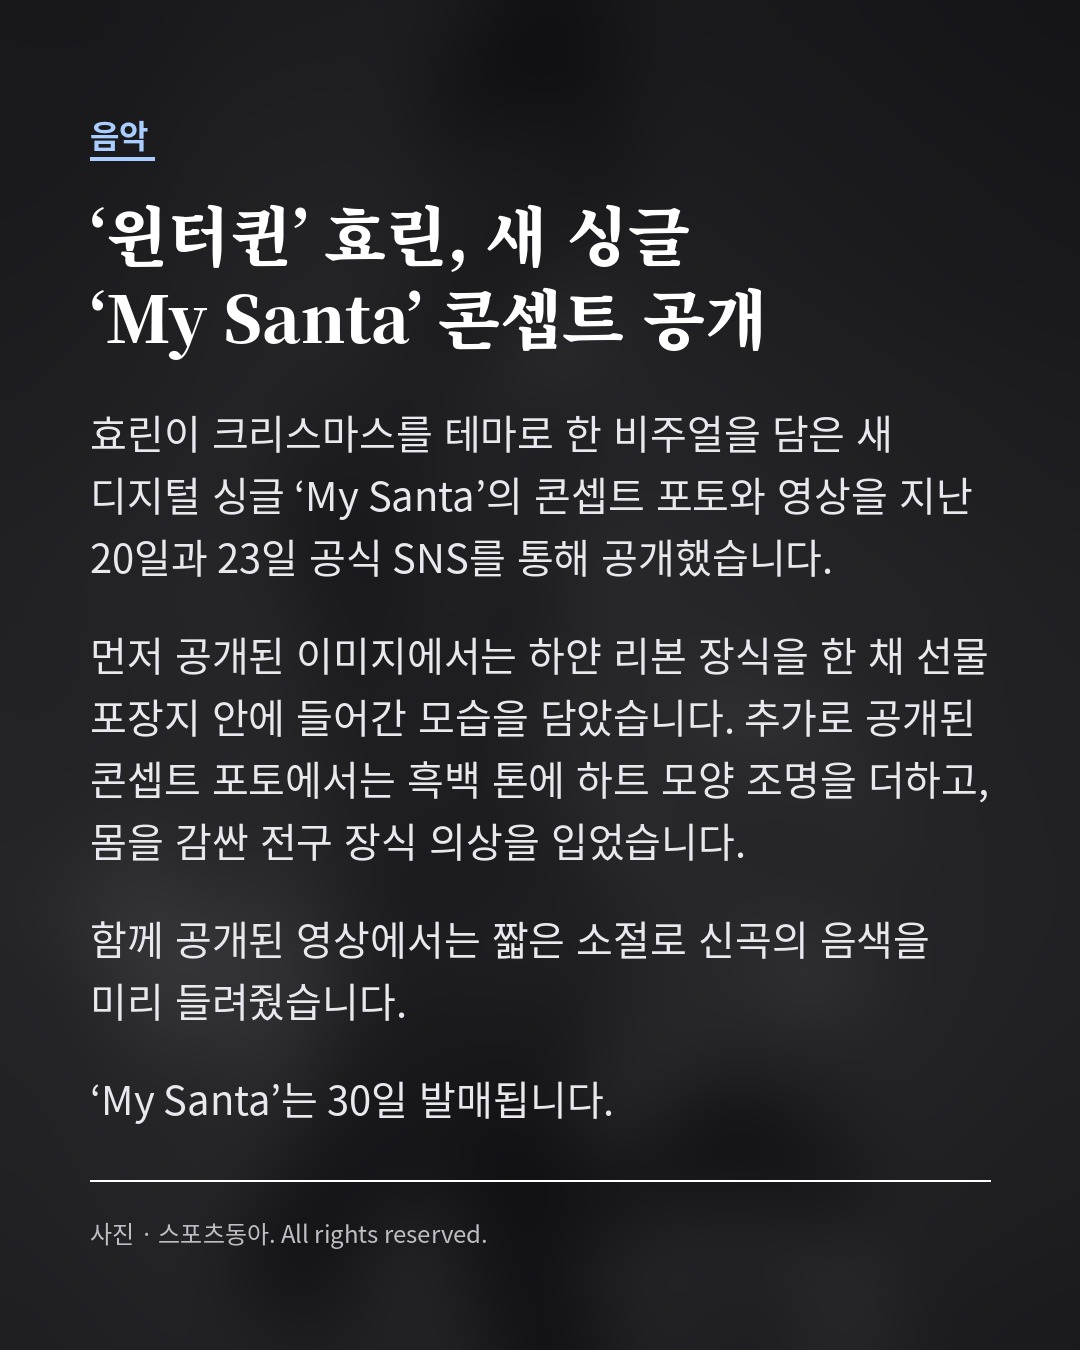 음악
‘윈터퀸’ 효린, 새 싱글
‘My Santa’ 콘셉트 공개
효린이 크리스마스를 테마로 한 비주얼을 담은 새
디지털 싱글 ‘My Santa’의 콘셉트 포토와 영상을 지난
20일과 23일 공식 SNS를 통해 공개했습니다.
먼저 공개된 이미지에서는 하얀 리본 장식을 한 채 선물
포장지 안에 들어간 모습을 담았습니다. 추가로 공개된
콘셉트 포토에서는 흑백 톤에 하트 모양 조명을 더하고,
몸을 감싼 전구 장식 의상을 입었습니다.
함께 공개된 영상에서는 짧은 소절로 신곡의 음색을
미리 들려줬습니다.
‘My Santa’는 30일 발매됩니다.
사진 · 스포츠동아. All rights reserved.